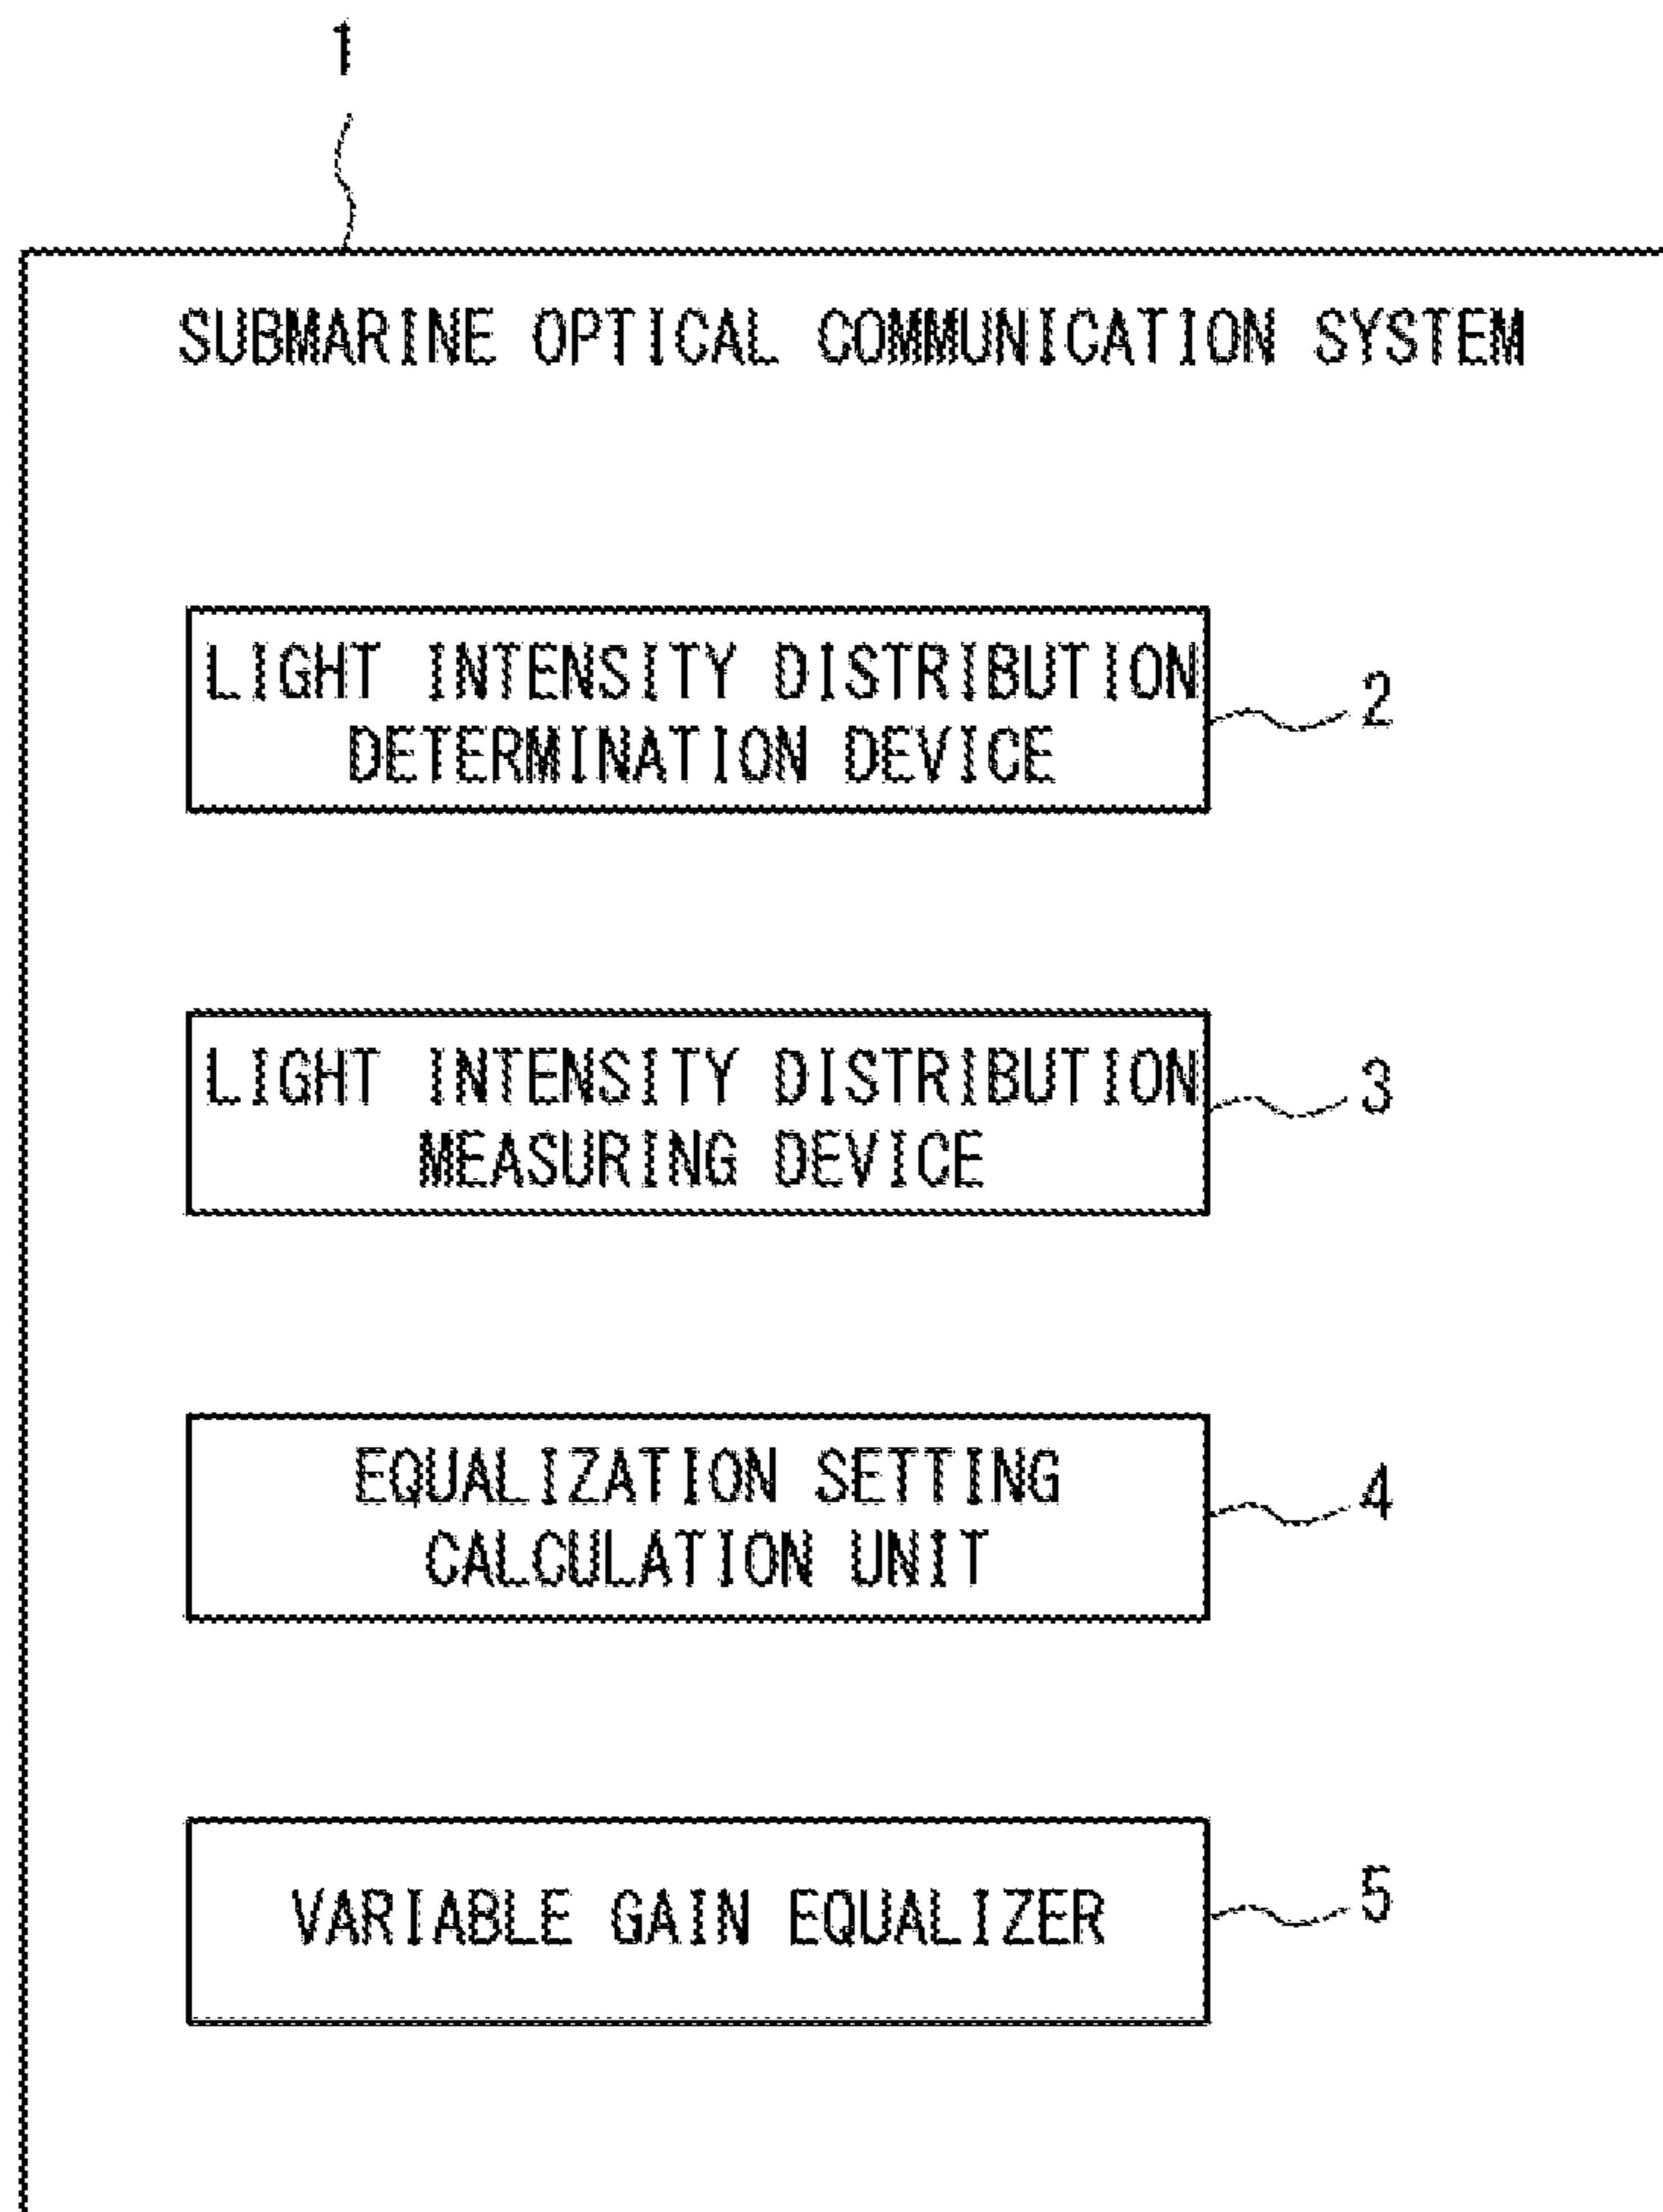 1
SUBMARINE OPTICAL COMMUNICATION SYSTEM
LIGHT INTENSITY DISTRIBUTION
DETERMINATION DEVICE
2
LIGHT INTENSITY DISTRIBUTION
MEASURING DEVICE
3
EQUALIZATION SETTING
CALCULATION UNIT
4
VARIABLE GAIN EQUALIZER
5